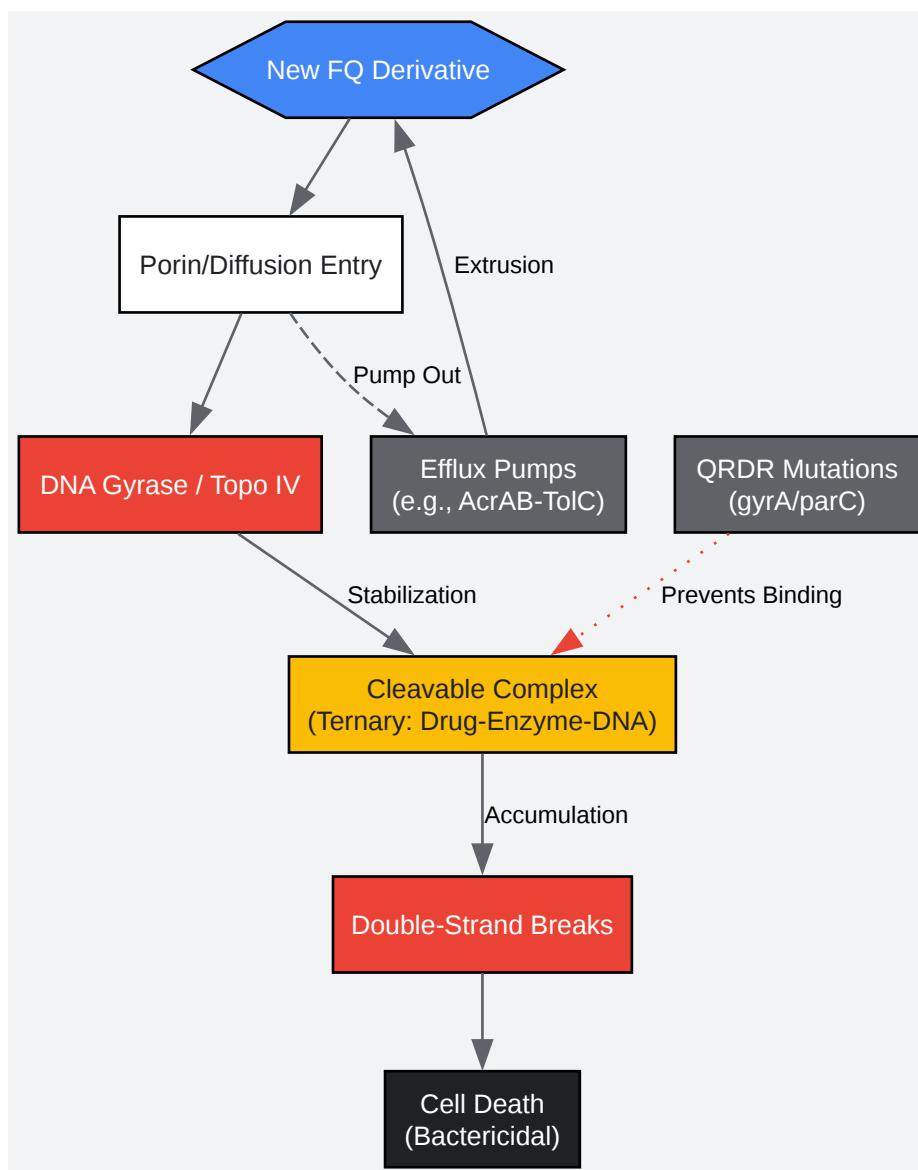 New FQ Derivative
Porin/Diffusion Entry
Extrusion
Pump Out
DNA Gyrase / Topo IV
Efflux Pumps
(e.g., AcrAB-TolC)
QRDR Mutations
(gyrA/parC)
Stabilization
Prevents Binding
Cleavable Complex
(Ternary: Drug-Enzyme-DNA)
Accumulation
Double-Strand Breaks
Cell Death
(Bactericidal)